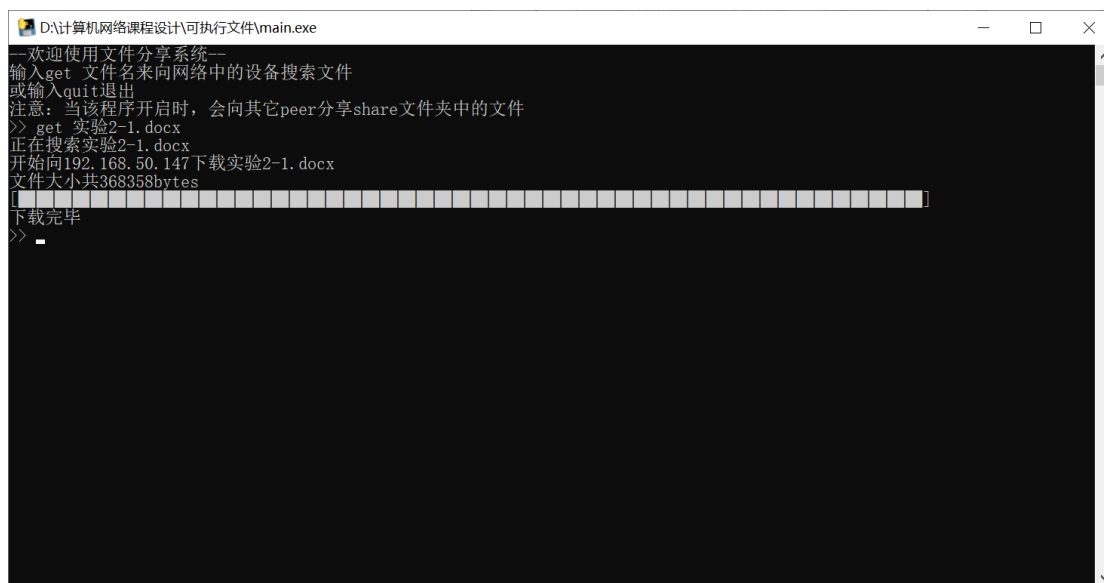 D:\计算机网络课程设计\可执行文件\main.exe
--欢迎使用文件分享系统--
输入get 文件名来向网络中的设备搜索文件
或输入quit退出
注意：当该程序开启时，会向其它peer分享share文件夹中的文件
>> get 实验2-1.docx
正在搜索实验2-1.docx
开始向192.168.50.147下载实验2-1.docx
文件大小共368358bytes
[██████████████████████████████████████████████████]
下载完毕
>>